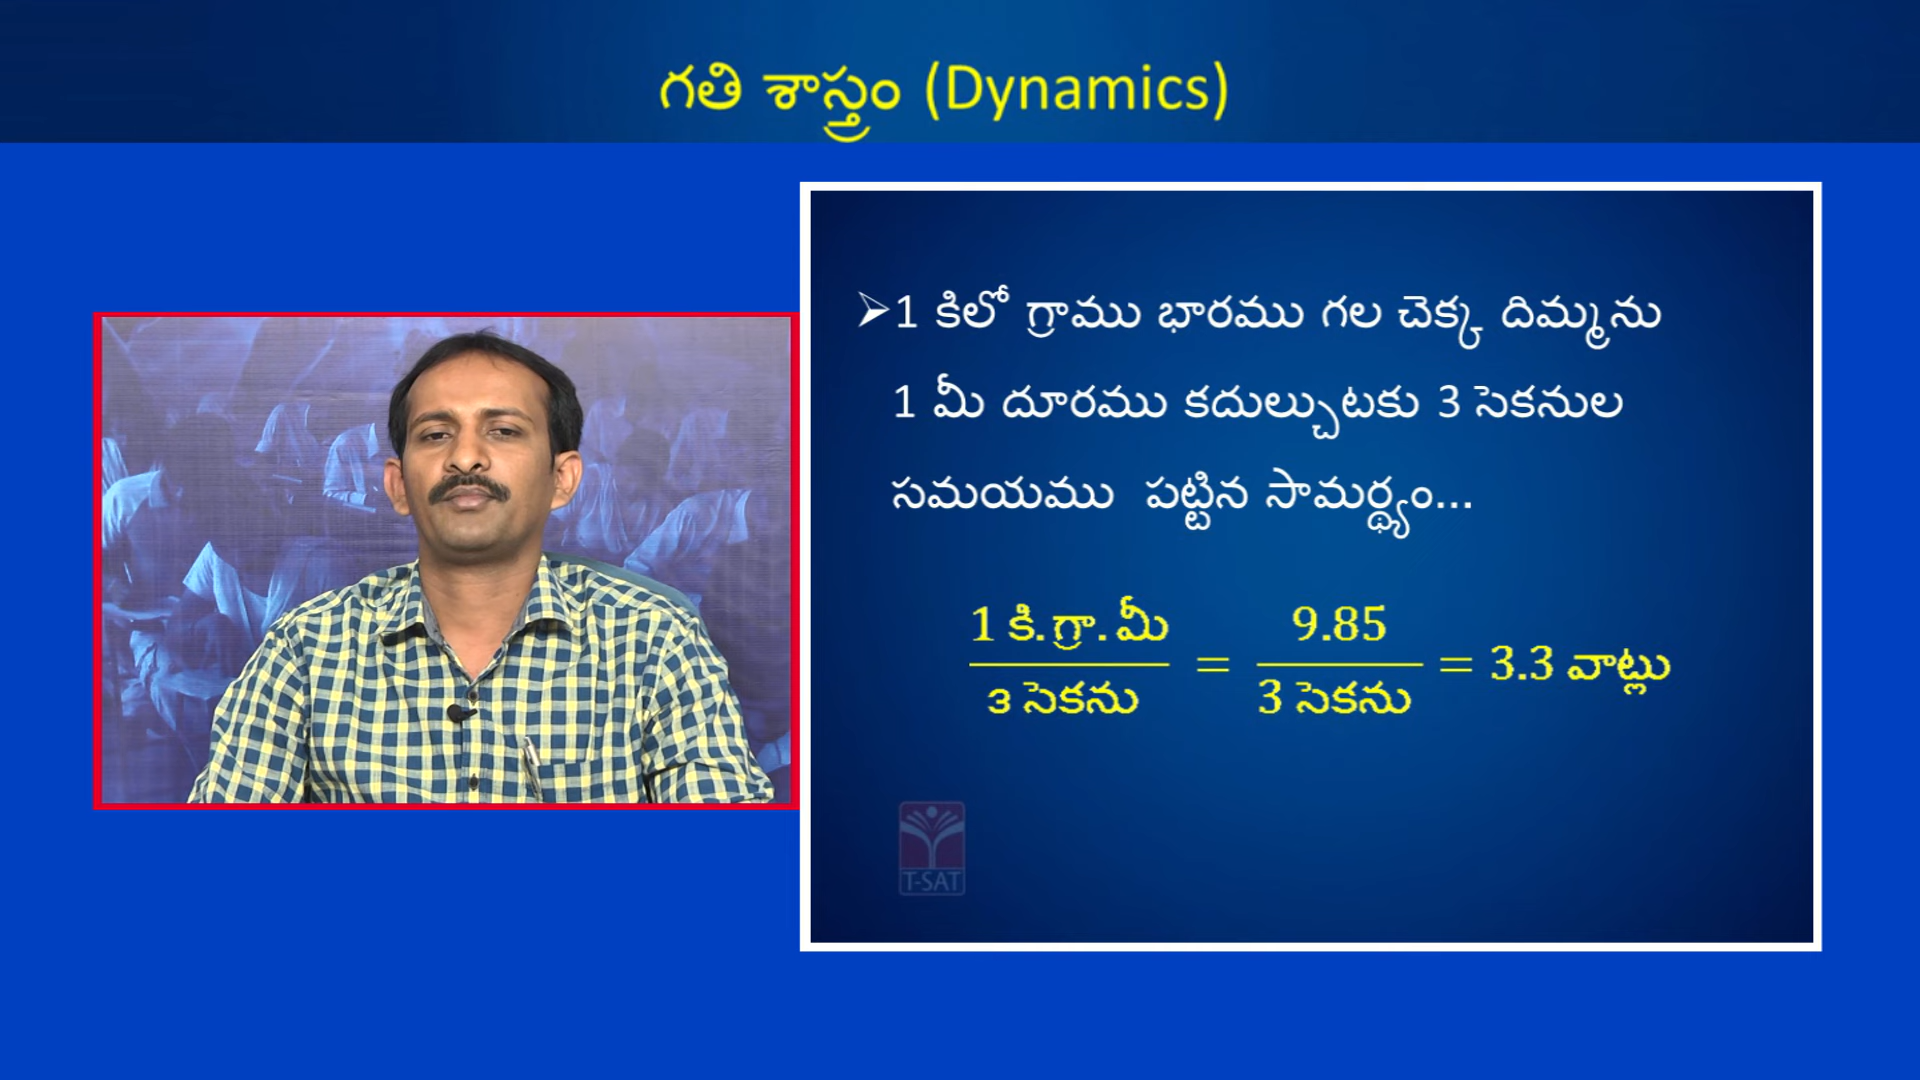 గతి శాస్త్రం (Dynamics)
➢1 కిలో గ్రాము భారము గల చెక్క దిమ్మను
1 మీ దూరము కదుల్చుటకు 3 సెకనుల
సమయము పట్టిన సామర్థ్యం...
1 కి.గ్రా.మీ / 3 సెకను = 9.85 / 3 సెకను = 3.3 వాట్లు
T-SAT